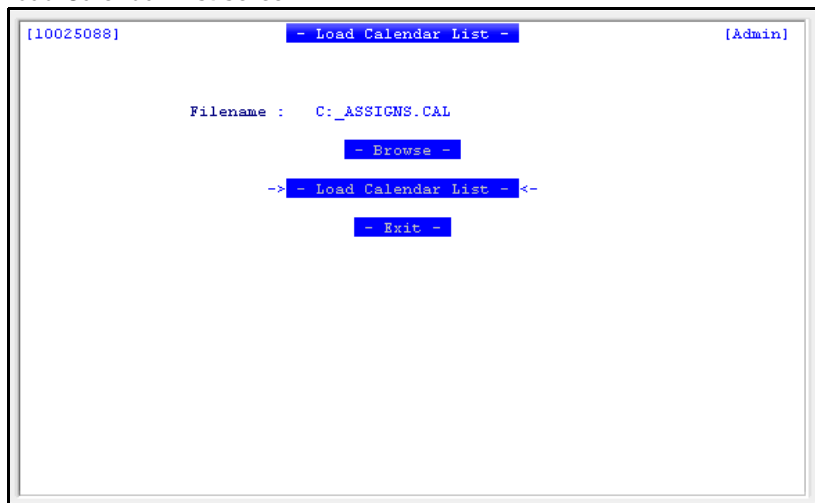 [10025088] - Load Calendar List - [Admin]
Filename : C:_ASSIGNS.CAL
- Browse -
-> - Load Calendar List - <-
- Exit -